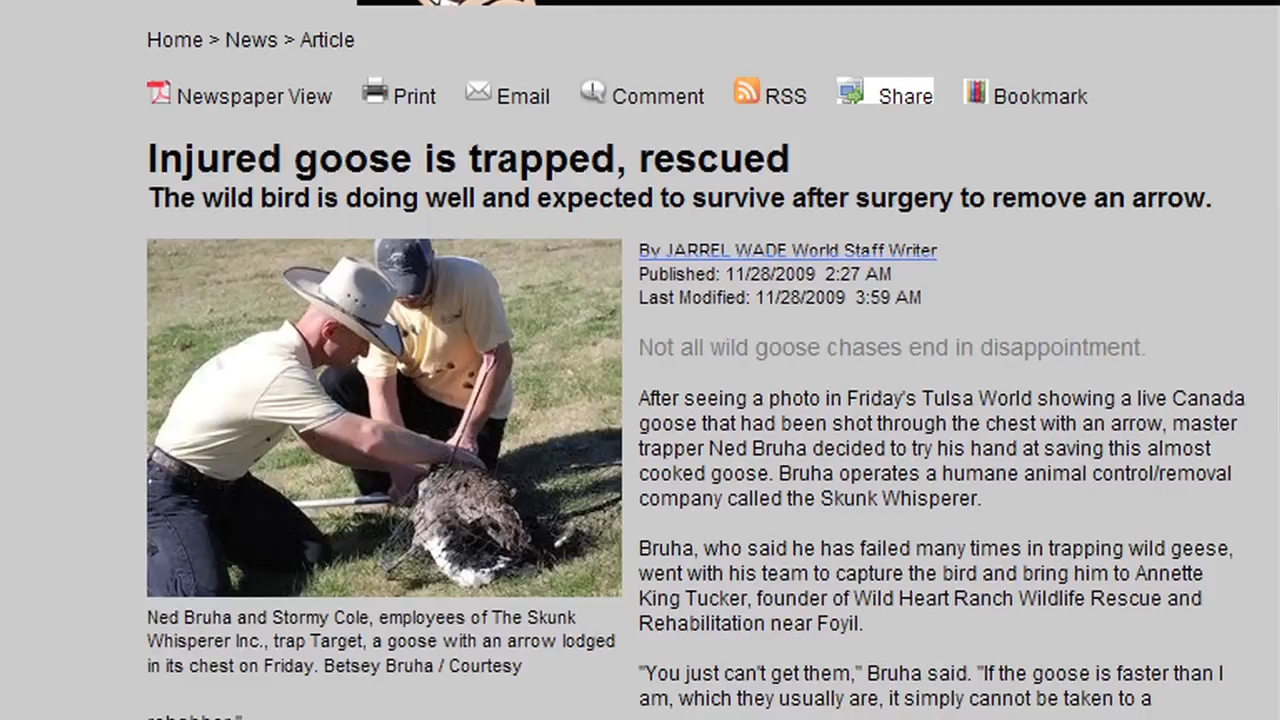 Home > News > Article
Newspaper View Print Email Comment RSS Share Bookmark
Injured goose is trapped, rescued
The wild bird is doing well and expected to survive after surgery to remove an arrow.
By JARREL WADE World Staff Writer
Published: 11/28/2009 2:27 AM
Last Modified: 11/28/2009 3:59 AM
Not all wild goose chases end in disappointment.
After seeing a photo in Friday's Tulsa World showing a live Canada
goose that had been shot through the chest with an arrow, master
trapper Ned Bruha decided to try his hand at saving this almost
cooked goose. Bruha operates a humane animal control/removal
company called the Skunk Whisperer.
Bruha, who said he has failed many times in trapping wild geese,
went with his team to capture the bird and bring him to Annette
King Tucker, founder of Wild Heart Ranch Wildlife Rescue and
Rehabilitation near Foyil.
"You just can't get them," Bruha said. "If the goose is faster than I
am, which they usually are, it simply cannot be taken to a
Ned Bruha and Stormy Cole, employees of The Skunk
Whisperer Inc., trap Target, a goose with an arrow lodged
in its chest on Friday. Betsey Bruha / Courtesy